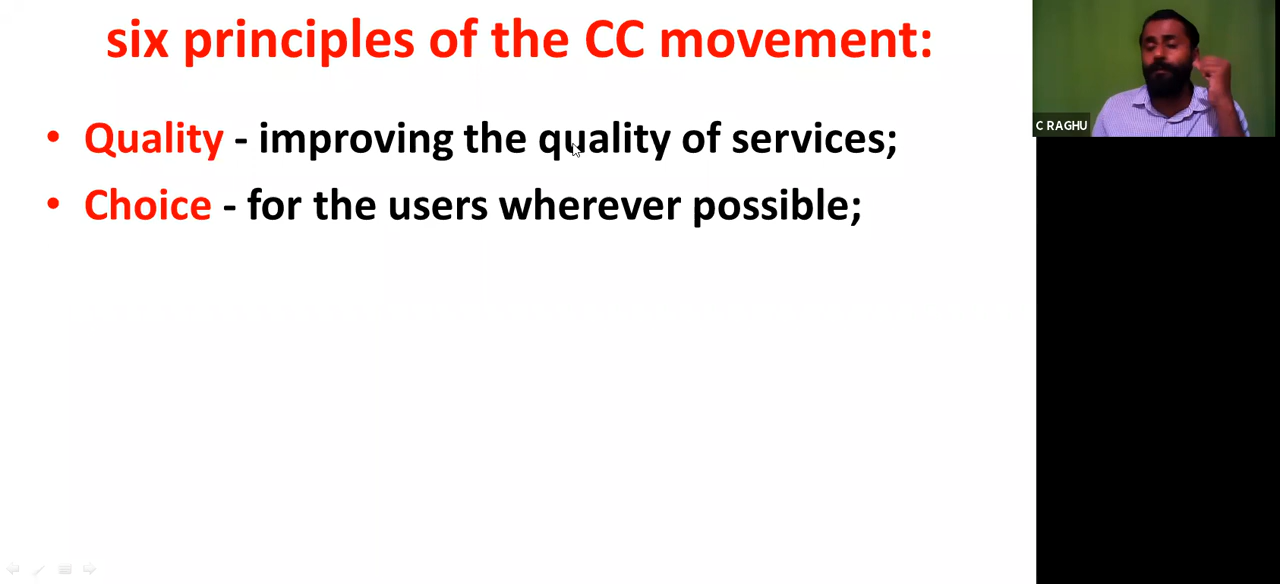 six principles of the CC movement:
• Quality - improving the quality of services;
• Choice - for the users wherever possible;
C RAGHU